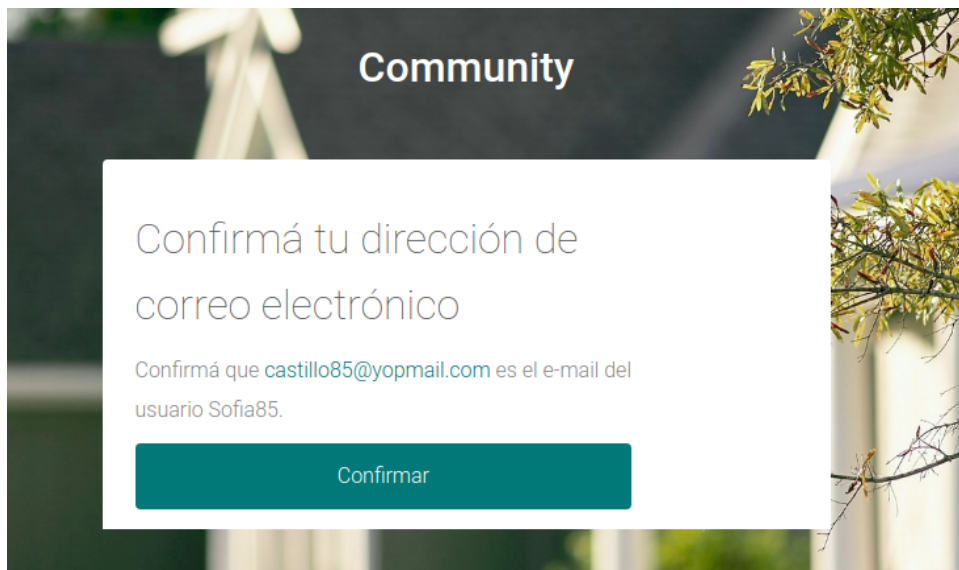 Community
Confirmá tu dirección de
correo electrónico
Confirmá que castillo85@yopmail.com es el e-mail del
usuario Sofia85.
Confirmar